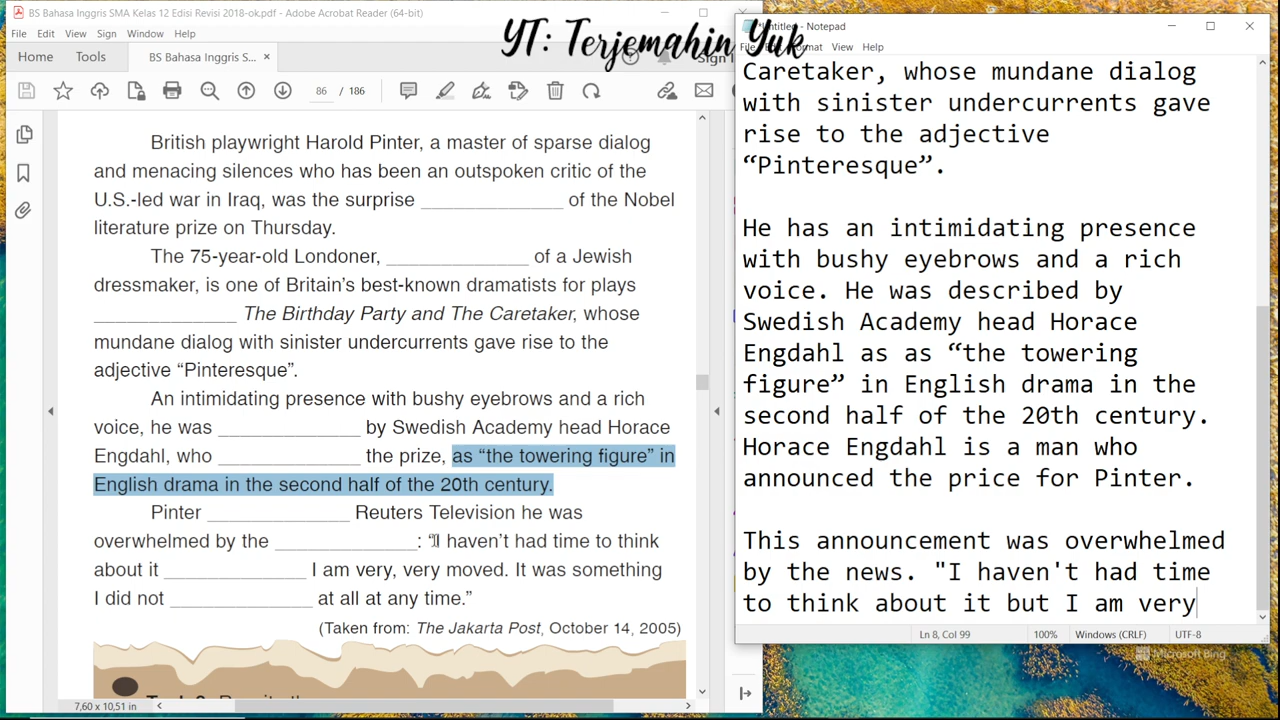 BS Bahasa Inggris SMA Kelas 12 Edisi Revisi 2018-ok.pdf - Adobe Acrobat Reader (64-bit)
File Edit View Sign Window Help
Home Tools BS Bahasa Inggris S... × Sign I
86 / 186
YT: Terjemahin Yuk
British playwright Harold Pinter, a master of sparse dialog
and menacing silences who has been an outspoken critic of the
U.S.-led war in Iraq, was the surprise _____________ of the Nobel
literature prize on Thursday.
The 75-year-old Londoner, _____________ of a Jewish
dressmaker, is one of Britain's best-known dramatists for plays
_____________ The Birthday Party and The Caretaker, whose
mundane dialog with sinister undercurrents gave rise to the
adjective “Pinteresque”.
An intimidating presence with bushy eyebrows and a rich
voice, he was _____________ by Swedish Academy head Horace
Engdahl, who _____________ the prize, as “the towering figure” in
English drama in the second half of the 20th century.
Pinter _____________ Reuters Television he was
overwhelmed by the _____________: “I haven't had time to think
about it _____________ I am very, very moved. It was something
I did not _____________ at all at any time.”
(Taken from: The Jakarta Post, October 14, 2005)
7,60 x 10,51 in
*Untitled - Notepad
File Edit Format View Help
Caretaker, whose mundane dialog
with sinister undercurrents gave
rise to the adjective
“Pinteresque”.
He has an intimidating presence
with bushy eyebrows and a rich
voice. He was described by
Swedish Academy head Horace
Engdahl as as “the towering
figure” in English drama in the
second half of the 20th century.
Horace Engdahl is a man who
announced the price for Pinter.
This announcement was overwhelmed
by the news. "I haven't had time
to think about it but I am very
Ln 8, Col 99 100% Windows (CRLF) UTF-8
Microsoft Bing